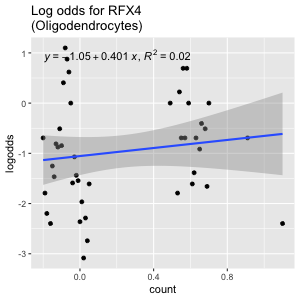 Log odds for RFX4
(Oligodendrocytes)
y = −1.05 + 0.401 x, R² = 0.02
1
0
-1
-2
-3
logodds
0.0 0.4 0.8
count